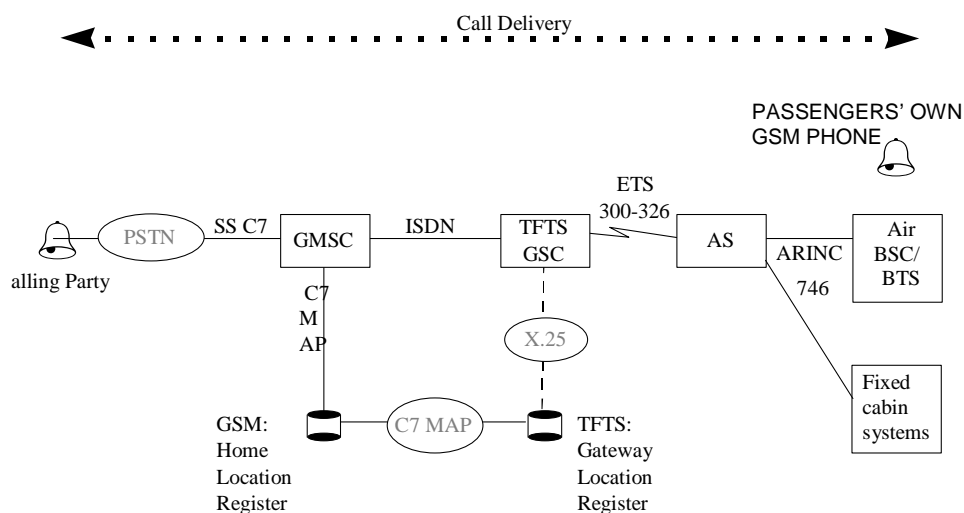 Call Delivery
PASSENGERS' OWN
GSM PHONE
ETS
300-326
PSTN
SS C7
GMSC
ISDN
TFTS
GSC
AS
ARINC
746
Air
BSC/
BTS
alling Party
C7
M
AP
X.25
Fixed
cabin
systems
GSM:
Home
Location
Register
C7 MAP
TFTS:
Gateway
Location
Register